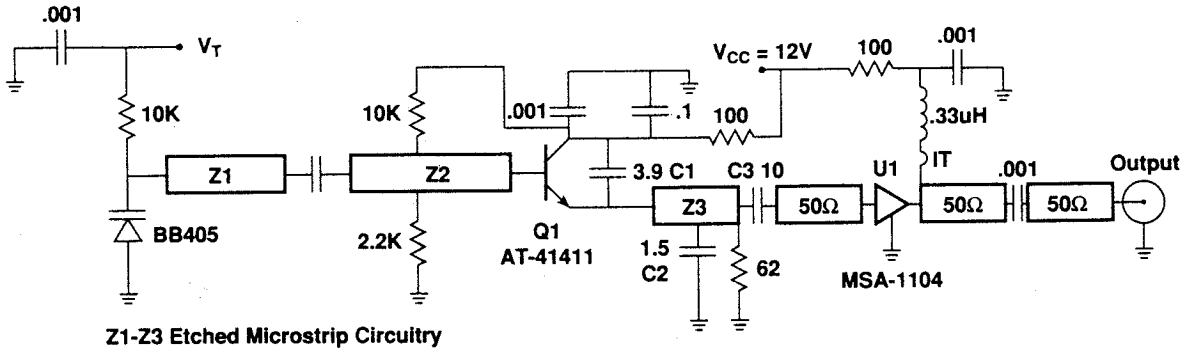 .001
V_T
10K
Z1
BB405
10K
Z2
2.2K
.001
.1
100
V_CC = 12V
100
.001
.33uH
IT
3.9 C1
Q1
AT-41411
Z3
1.5
C2
62
C3 10
50Ω
U1
MSA-1104
50Ω
.001
50Ω
Output
Z1-Z3 Etched Microstrip Circuitry